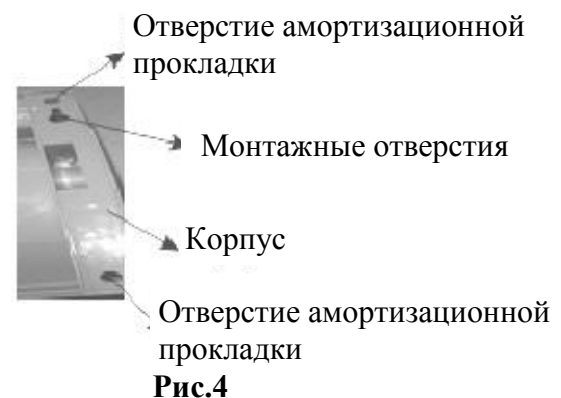 Отверстие амортизационной
прокладки
Монтажные отверстия
Корпус
Отверстие амортизационной
прокладки
Рис.4